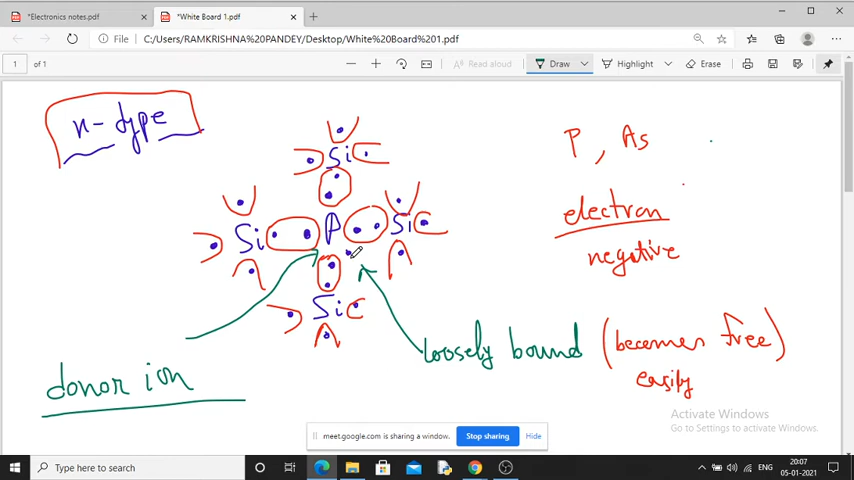 *Electronics notes.pdf
*White Board 1.pdf
File
C:/Users/RAMKRISHNA%20PANDEY/Desktop/White%20Board%201.pdf
1 of 1
Read aloud
Draw
Highlight
Erase
n-type
Si
P, As
Si P Si
electron
negative
Si
loosely bound (becomes free)
easily
donor ion
Activate Windows
Go to Settings to activate Windows.
meet.google.com is sharing a window.
Stop sharing
Hide
Type here to search
ENG
20:07
05-01-2021